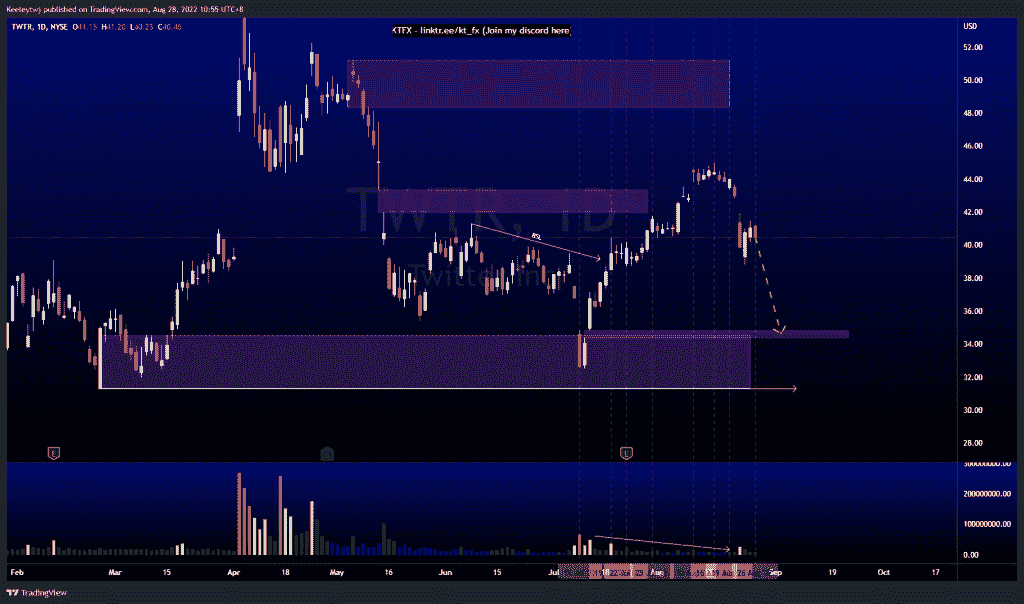 Keeleytwj published on TradingView.com, Aug 28, 2022 10:55 UTC+8
TWTR, 1D, NYSE O41.15 H41.20 L40.23 C40.46
KTFX - linktr.ee/kt_fx (Join my discord here)
USD
52.00
50.00
48.00
46.00
44.00
42.00
40.00
38.00
36.00
34.00
32.00
30.00
28.00
TWTR, 1D
Twitter, Inc.
E
E
300000000.00
200000000.00
100000000.00
0.00
Feb
Mar
15
Apr
18
May
16
Jun
15
Jul
18
Aug
Sep
19
Oct
17
TradingView